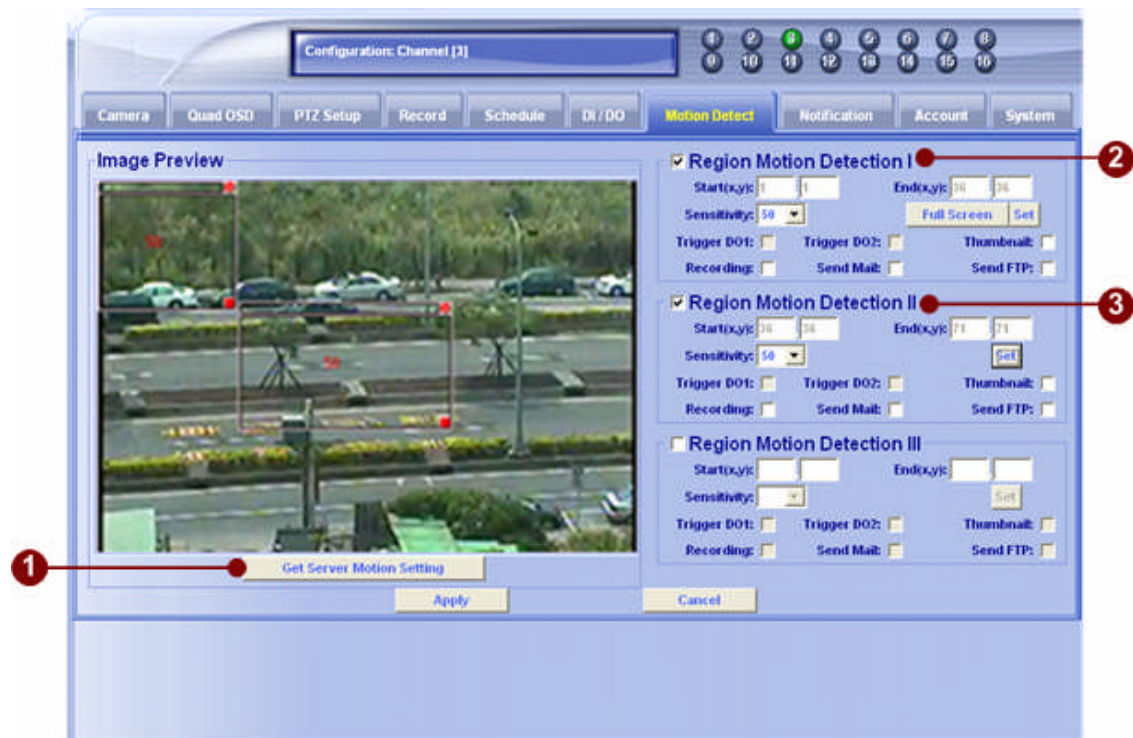 Configuration: Channel [3]
1 2 3 4 5 6 7 8
9 10 11 12 13 14 15 16
Camera Quad OSD PTZ Setup Record Schedule DI / DO Motion Detect Notification Account System
Image Preview
50
50
1
Get Server Motion Setting
Apply
Cancel
Region Motion Detection I
2
Start(x,y): 1 1 End(x,y): 36 36
Sensitivity: 50 Full Screen Set
Trigger DO1: Trigger DO2: Thumbnail:
Recording: Send Mail: Send FTP:
Region Motion Detection II
3
Start(x,y): 36 36 End(x,y): 71 71
Sensitivity: 50 Set
Trigger DO1: Trigger DO2: Thumbnail:
Recording: Send Mail: Send FTP:
Region Motion Detection III
Start(x,y): End(x,y):
Sensitivity: Set
Trigger DO1: Trigger DO2: Thumbnail:
Recording: Send Mail: Send FTP: